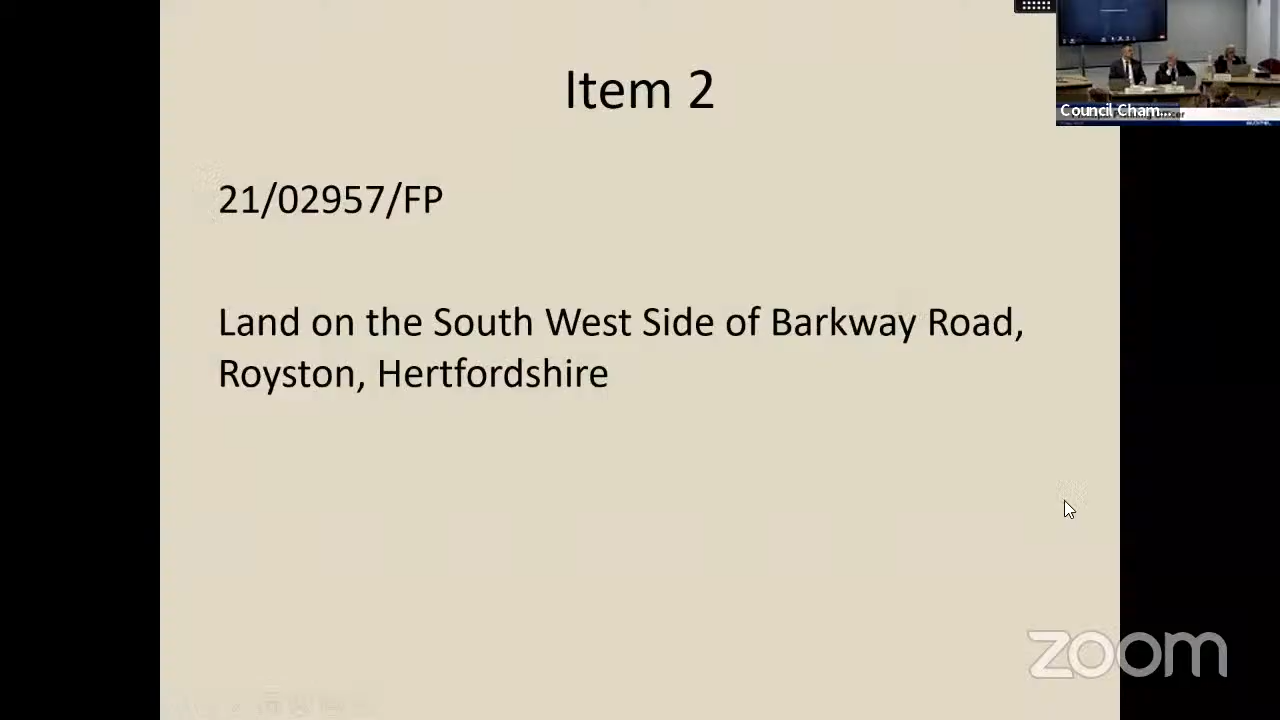 Item 2
21/02957/FP
Land on the South West Side of Barkway Road,
Royston, Hertfordshire
Council Cham...
zoom